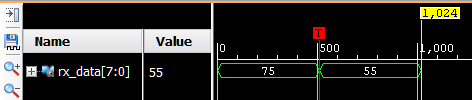 1,024
T
Name Value 0 500 1,000
rx_data[7:0] 55 75 55